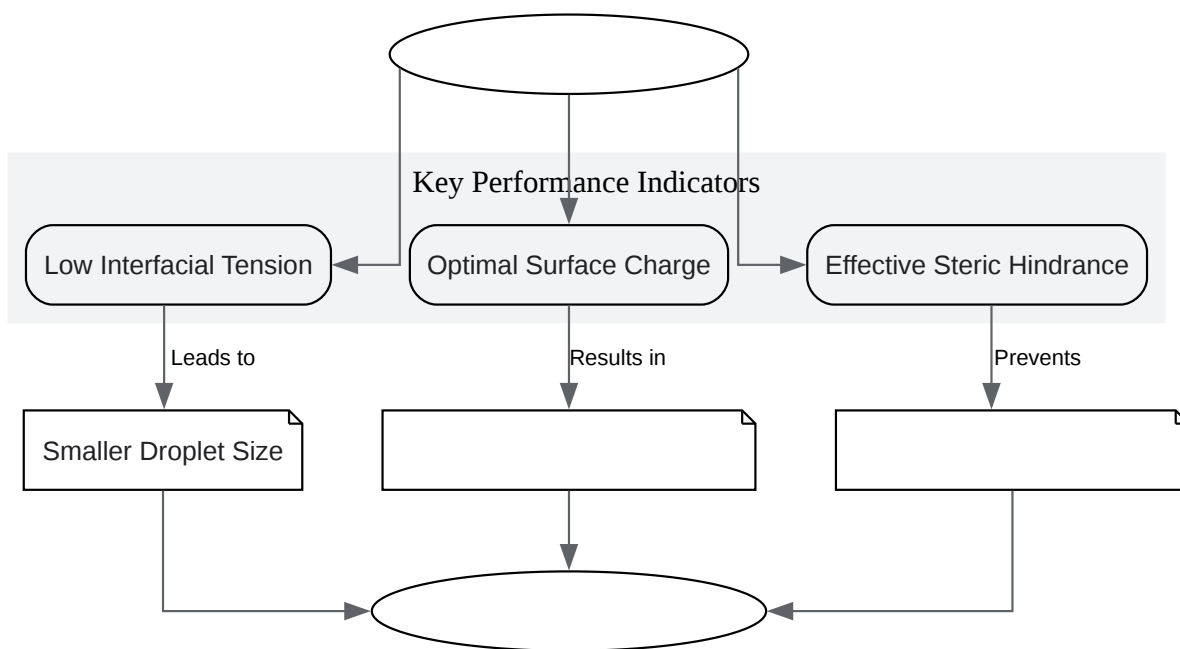 Key Performance Indicators
Low Interfacial Tension
Optimal Surface Charge
Effective Steric Hindrance
Leads to
Results in
Prevents
Smaller Droplet Size